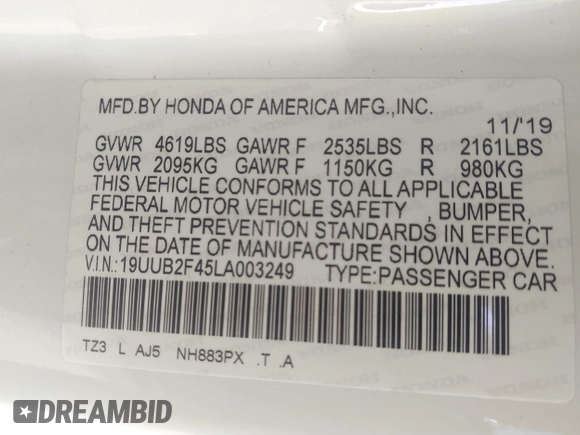 MFD.BY HONDA OF AMERICA MFG.,INC.
11/'19
GVWR 4619LBS GAWR F 2535LBS R 2161LBS
GVWR 2095KG GAWR F 1150KG R 980KG
THIS VEHICLE CONFORMS TO ALL APPLICABLE
FEDERAL MOTOR VEHICLE SAFETY , BUMPER,
AND THEFT PREVENTION STANDARDS IN EFFECT
ON THE DATE OF MANUFACTURE SHOWN ABOVE.
V.I.N.:19UUB2F45LA003249 TYPE:PASSENGER CAR
TZ3 L AJ5 NH883PX .T .A
DREAMBID